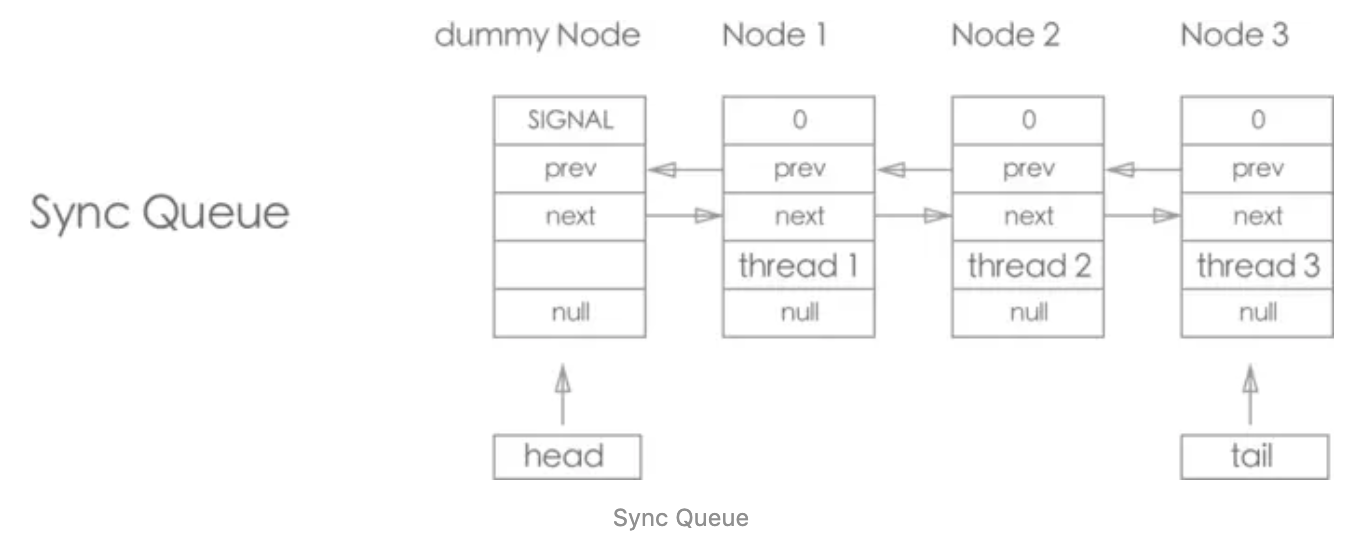 dummy Node Node 1 Node 2 Node 3
SIGNAL 0 0 0
prev prev prev prev
Sync Queue
next next next next
thread 1 thread 2 thread 3
null null null null
head tail
Sync Queue